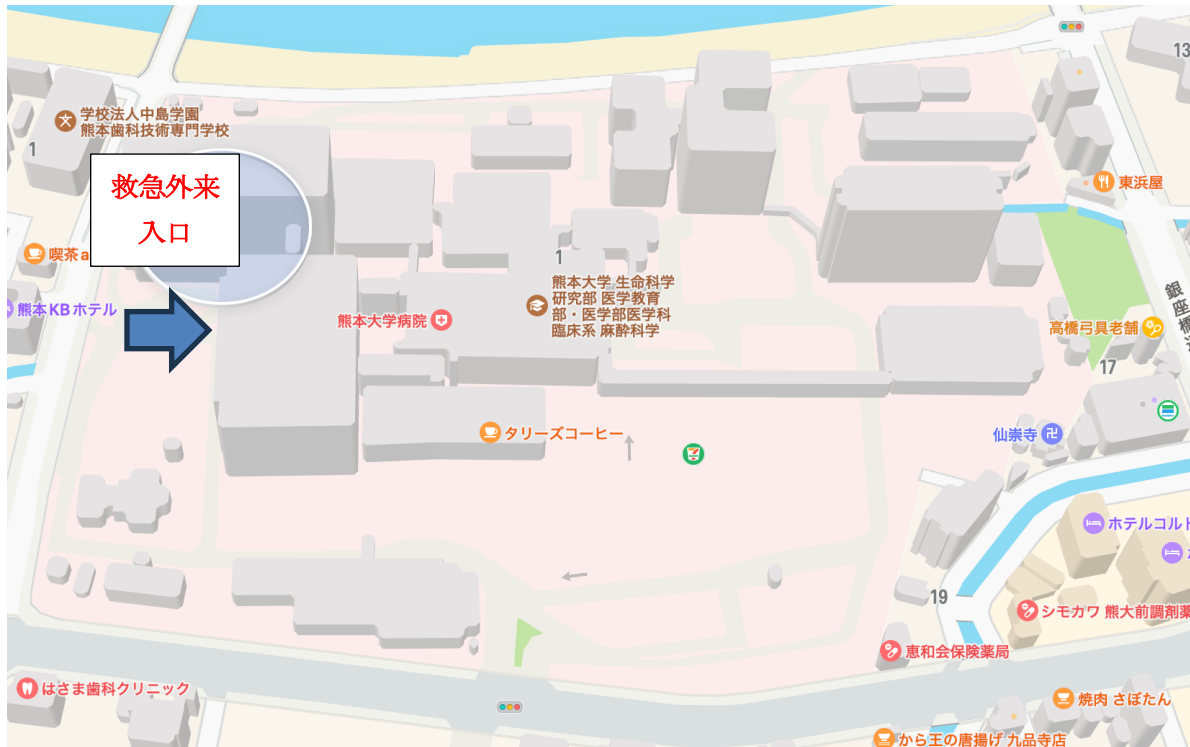 13
学校法人中島学園
熊本歯科技術専門学校
1
救急外来
入口
東浜屋
喫茶a
1
熊本大学 生命科学
研究部 医学教育
部・医学部医学科
臨床系 麻酔科学
熊本KBホテル
熊本大学病院
銀座橋
高橋弓具老舗
17
タリーズコーヒー
仙崇寺
ホテルコルト
19
シモカワ 熊大前調剤薬
恵和会保険薬局
はさま歯科クリニック
焼肉 さぼたん
から王の唐揚げ 九品寺店